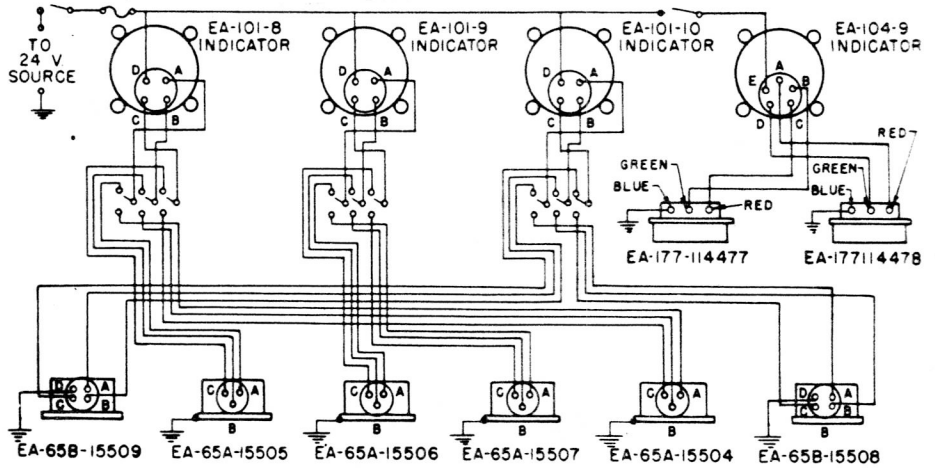 EA-101-8
INDICATOR
EA-101-9
INDICATOR
EA-101-10
INDICATOR
EA-104-9
INDICATOR
TO
24 V.
SOURCE
D A
C B
D A
C B
D A
C B
E A B
D C
RED
GREEN
BLUE
RED
GREEN
BLUE
EA-177-114477
EA-177114478
D A
C B
C A
B
C A
B
C A
B
C A
B
D A
C B
EA-65B-15509
EA-65A-15505
EA-65A-15506
EA-65A-15507
EA-65A-15504
EA-65B-15508